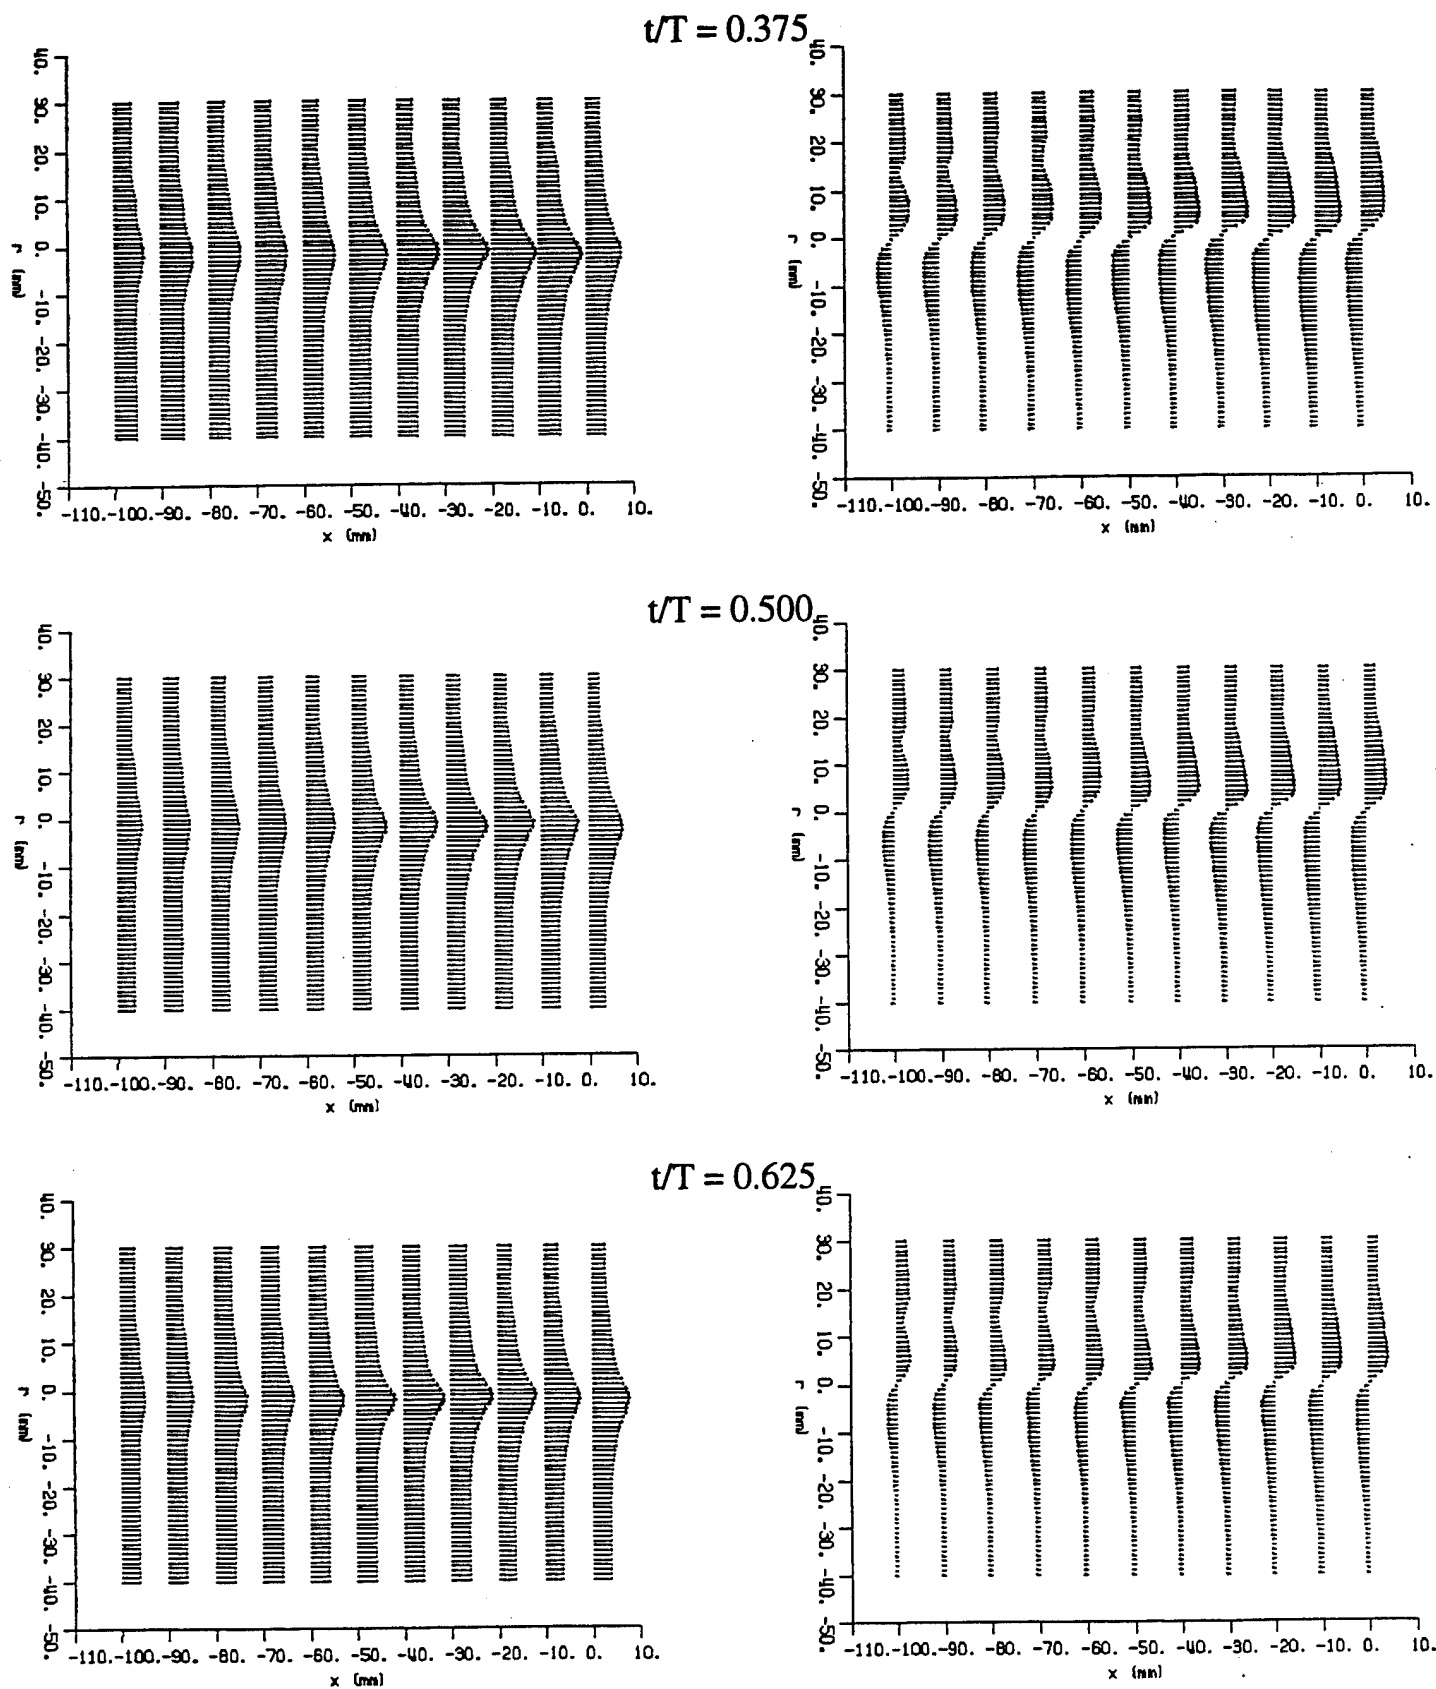 t/T = 0.375
40. 30. 20. 10. 0. -10. -20. -30. -40. -50.
r (mm)
-110.-100.-90. -80. -70. -60. -50. -40. -30. -20. -10. 0. 10.
x (mm)
40. 30. 20. 10. 0. -10. -20. -30. -40. -50.
r (mm)
-110.-100.-90. -80. -70. -60. -50. -40. -30. -20. -10. 0. 10.
x (mm)
t/T = 0.500
40. 30. 20. 10. 0. -10. -20. -30. -40. -50.
r (mm)
-110.-100.-90. -80. -70. -60. -50. -40. -30. -20. -10. 0. 10.
x (mm)
40. 30. 20. 10. 0. -10. -20. -30. -40. -50.
r (mm)
-110.-100.-90. -80. -70. -60. -50. -40. -30. -20. -10. 0. 10.
x (mm)
t/T = 0.625
40. 30. 20. 10. 0. -10. -20. -30. -40. -50.
r (mm)
-110.-100.-90. -80. -70. -60. -50. -40. -30. -20. -10. 0. 10.
x (mm)
40. 30. 20. 10. 0. -10. -20. -30. -40. -50.
r (mm)
-110.-100.-90. -80. -70. -60. -50. -40. -30. -20. -10. 0. 10.
x (mm)